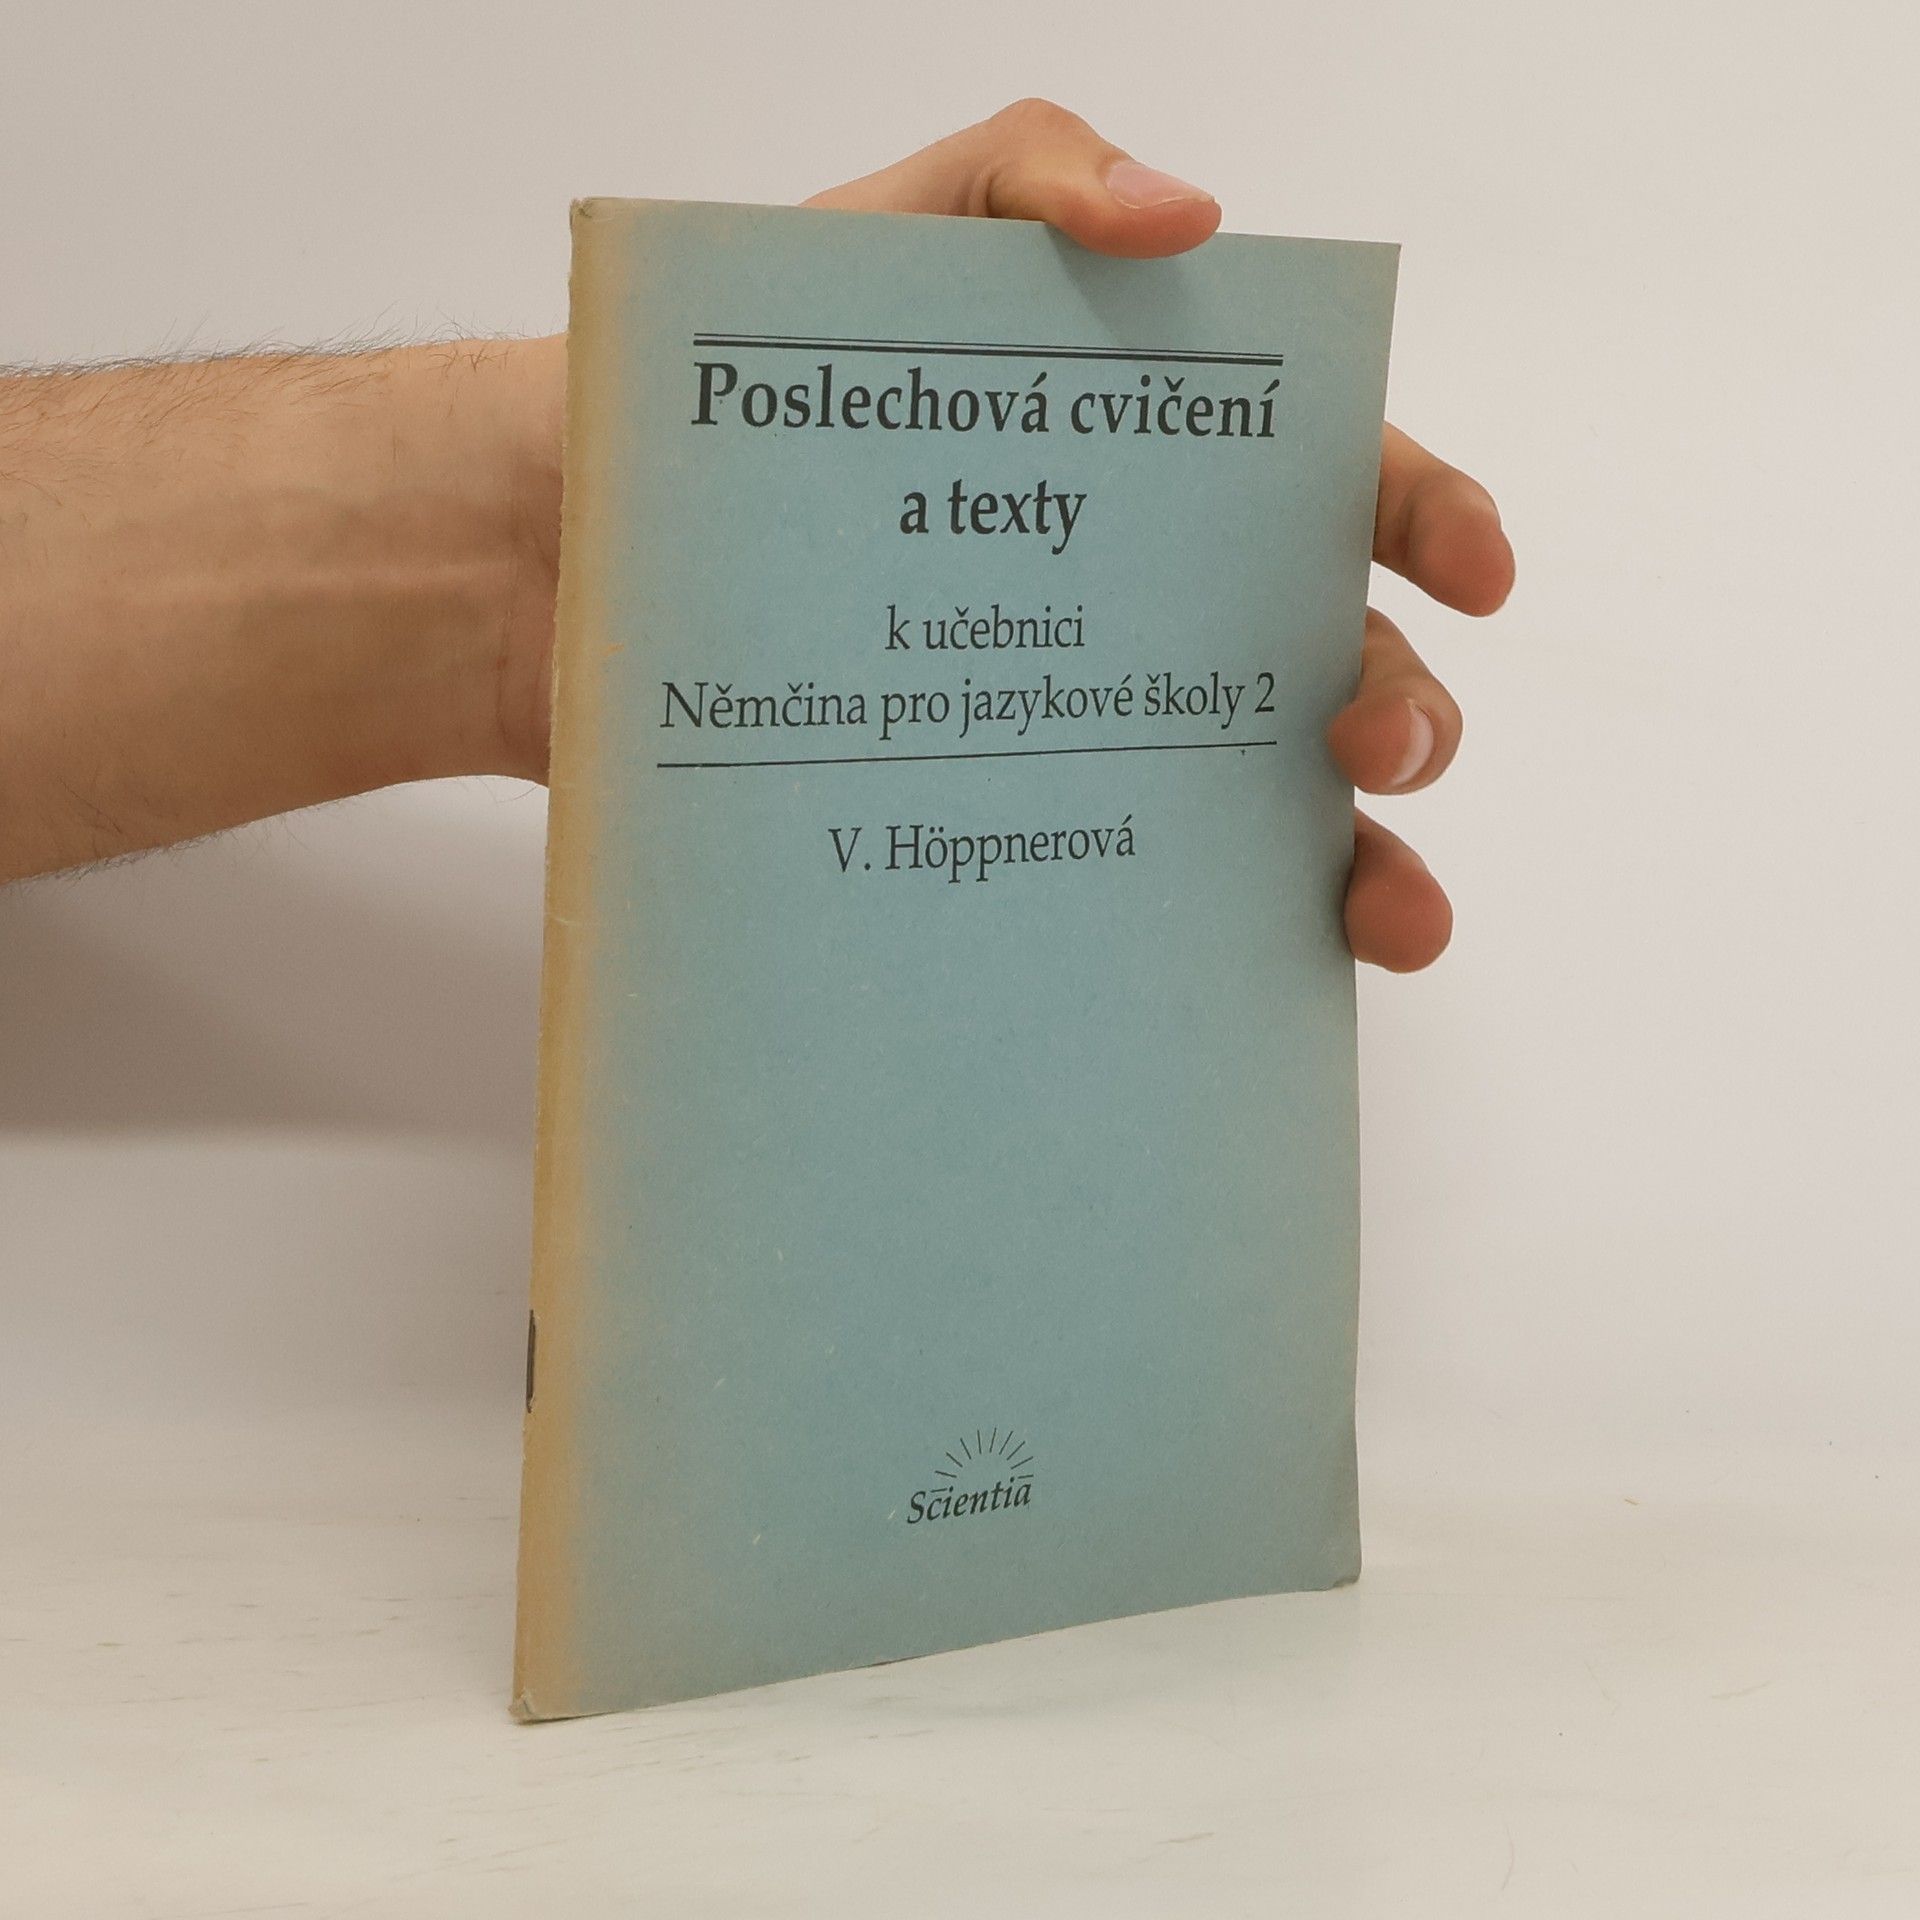 Poslechová cvičení
a texty
k učebnici
Němčina pro jazykové školy 2
V. Höppnerová
Scientia